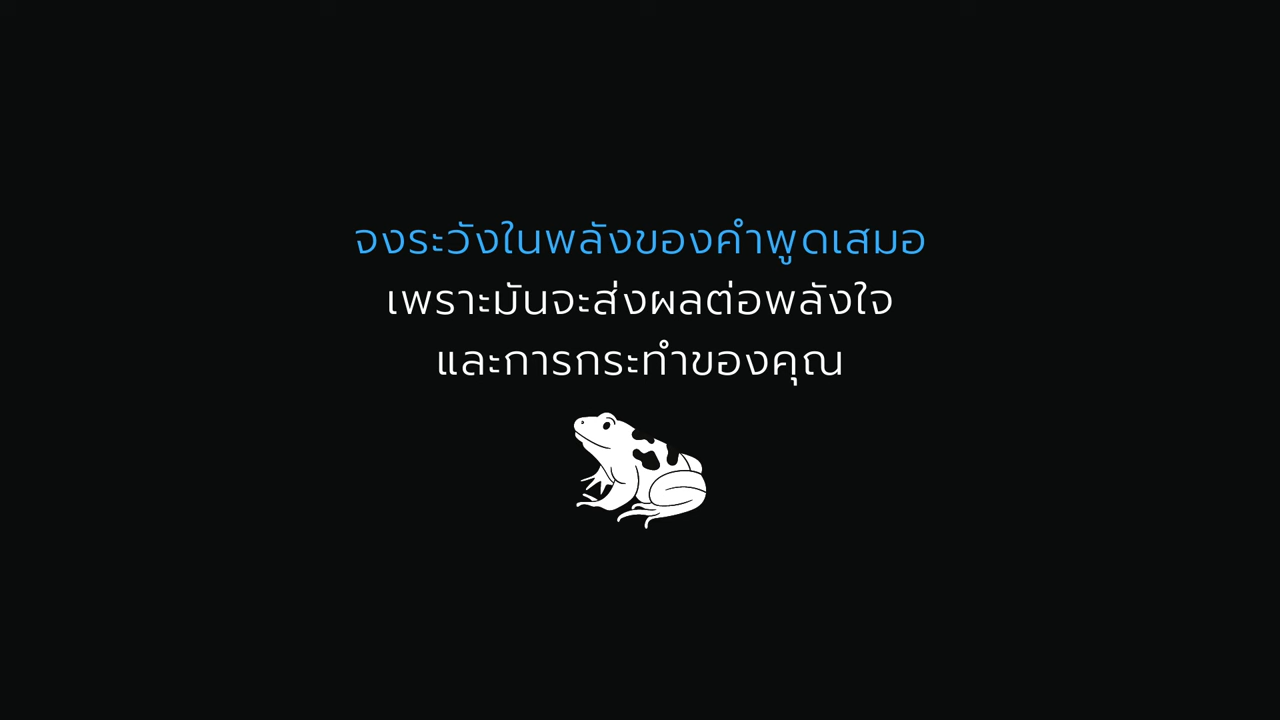 จงระวังในพลังของคำพูดเสมอ
เพราะมันจะส่งผลต่อพลังใจ
และการกระทำของคุณ